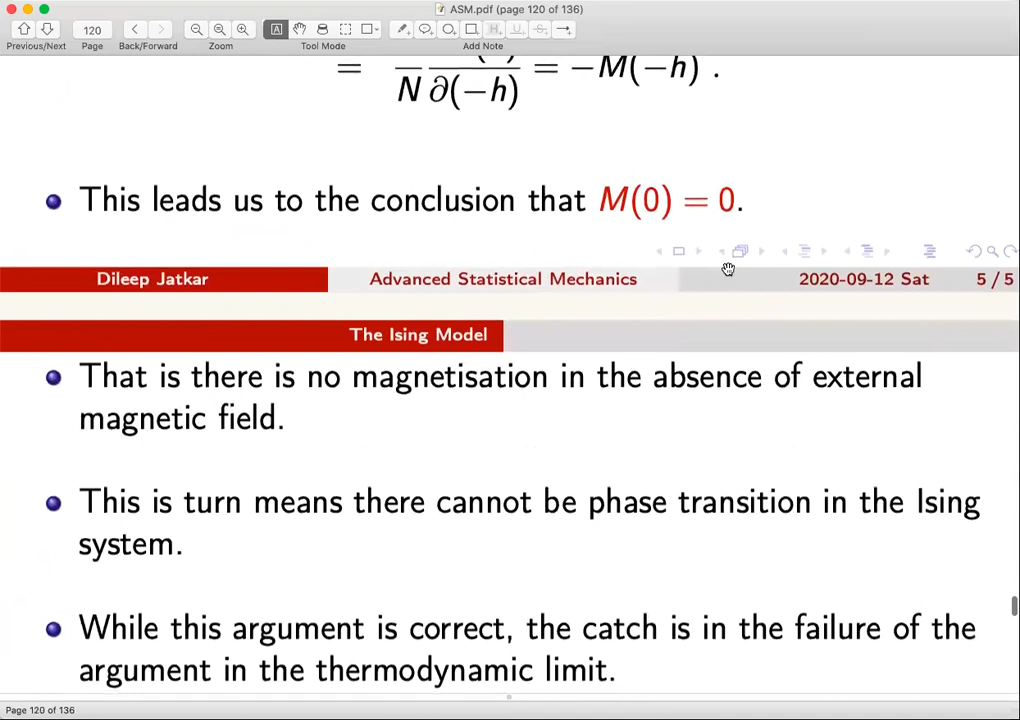 ASM.pdf (page 120 of 136)
120
A
Previous/Next Page Back/Forward Zoom Tool Mode Add Note
= N ∂(−h) = −M(−h) .
This leads us to the conclusion that M(0) = 0.
Dileep Jatkar Advanced Statistical Mechanics 2020-09-12 Sat 5 / 5
The Ising Model
That is there is no magnetisation in the absence of external
magnetic field.
This is turn means there cannot be phase transition in the Ising
system.
While this argument is correct, the catch is in the failure of the
argument in the thermodynamic limit.
Page 120 of 136